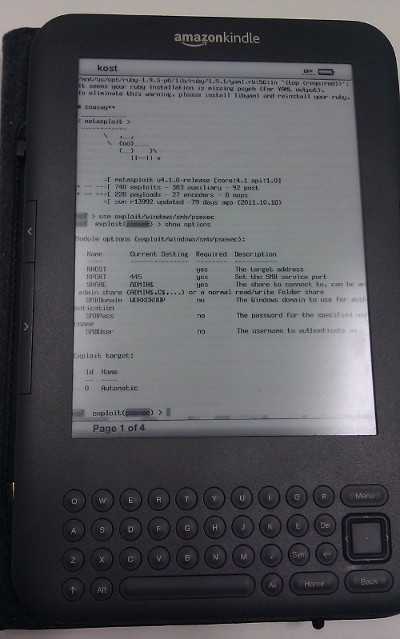 amazonkindle
kost
/mnt/us/opt/ruby-1.9.3-p0/lib/ruby/1.9.1/yaml.rb:56:in `<top (required)>':
It seems your ruby installation is missing psych (for YAML output).
To eliminate this warning, please install libyaml and reinstall your ruby.
# cowsay++
< metasploit >
------------
\   ,__,
\  (oo)____
(__)    )\
||--|| *
=[ metasploit v4.1.0-release [core:4.1 api:1.0]
+ -- --=[ 748 exploits - 383 auxiliary - 92 post
+ -- --=[ 228 payloads - 27 encoders - 8 nops
=[ svn r13992 updated -79 days ago (2011.10.18)
msf > use exploit/windows/smb/psexec
msf exploit(psexec) > show options
Module options (exploit/windows/smb/psexec):
Name Current Setting Required Description
---- --------------- -------- -----------
RHOST yes The target address
RPORT 445 yes Set the SMB service port
SHARE ADMIN$ yes The share to connect to, can be an
admin share (ADMIN$,C$,...) or a normal read/write folder share
SMBDomain WORKGROUP no The Windows domain to use for auth
entication
SMBPass no The password for the specified
rname
SMBUser no The username to authenticate as
Exploit target:
Id Name
-- ----
0 Automatic
msf exploit(psexec) >
Page 1 of 4
Q W E R T Y U I O P Menu
A S D F G H J K L Del
Z X C V B N M . Sym
Alt Aa Home Back